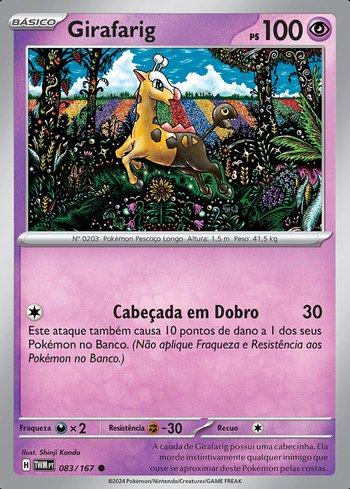 BÁSICO
Girafarig
PS 100
Nº 0203 Pokémon Pescoço Longo Altura: 1,5 m Peso: 41,5 kg
Cabeçada em Dobro 30
Este ataque também causa 10 pontos de dano a 1 dos seus
Pokémon no Banco. (Não aplique Fraqueza e Resistência aos
Pokémon no Banco.)
Fraqueza ×2 Resistência -30 Recuo
Ilust. Shinji Kanda
H TWM PT 083/167
A cauda de Girafarig possui uma cabecinha. Ela
morde instintivamente qualquer inimigo que
ouse se aproximar deste Pokémon pelas costas.
©2024 Pokémon/Nintendo/Creatures/GAME FREAK